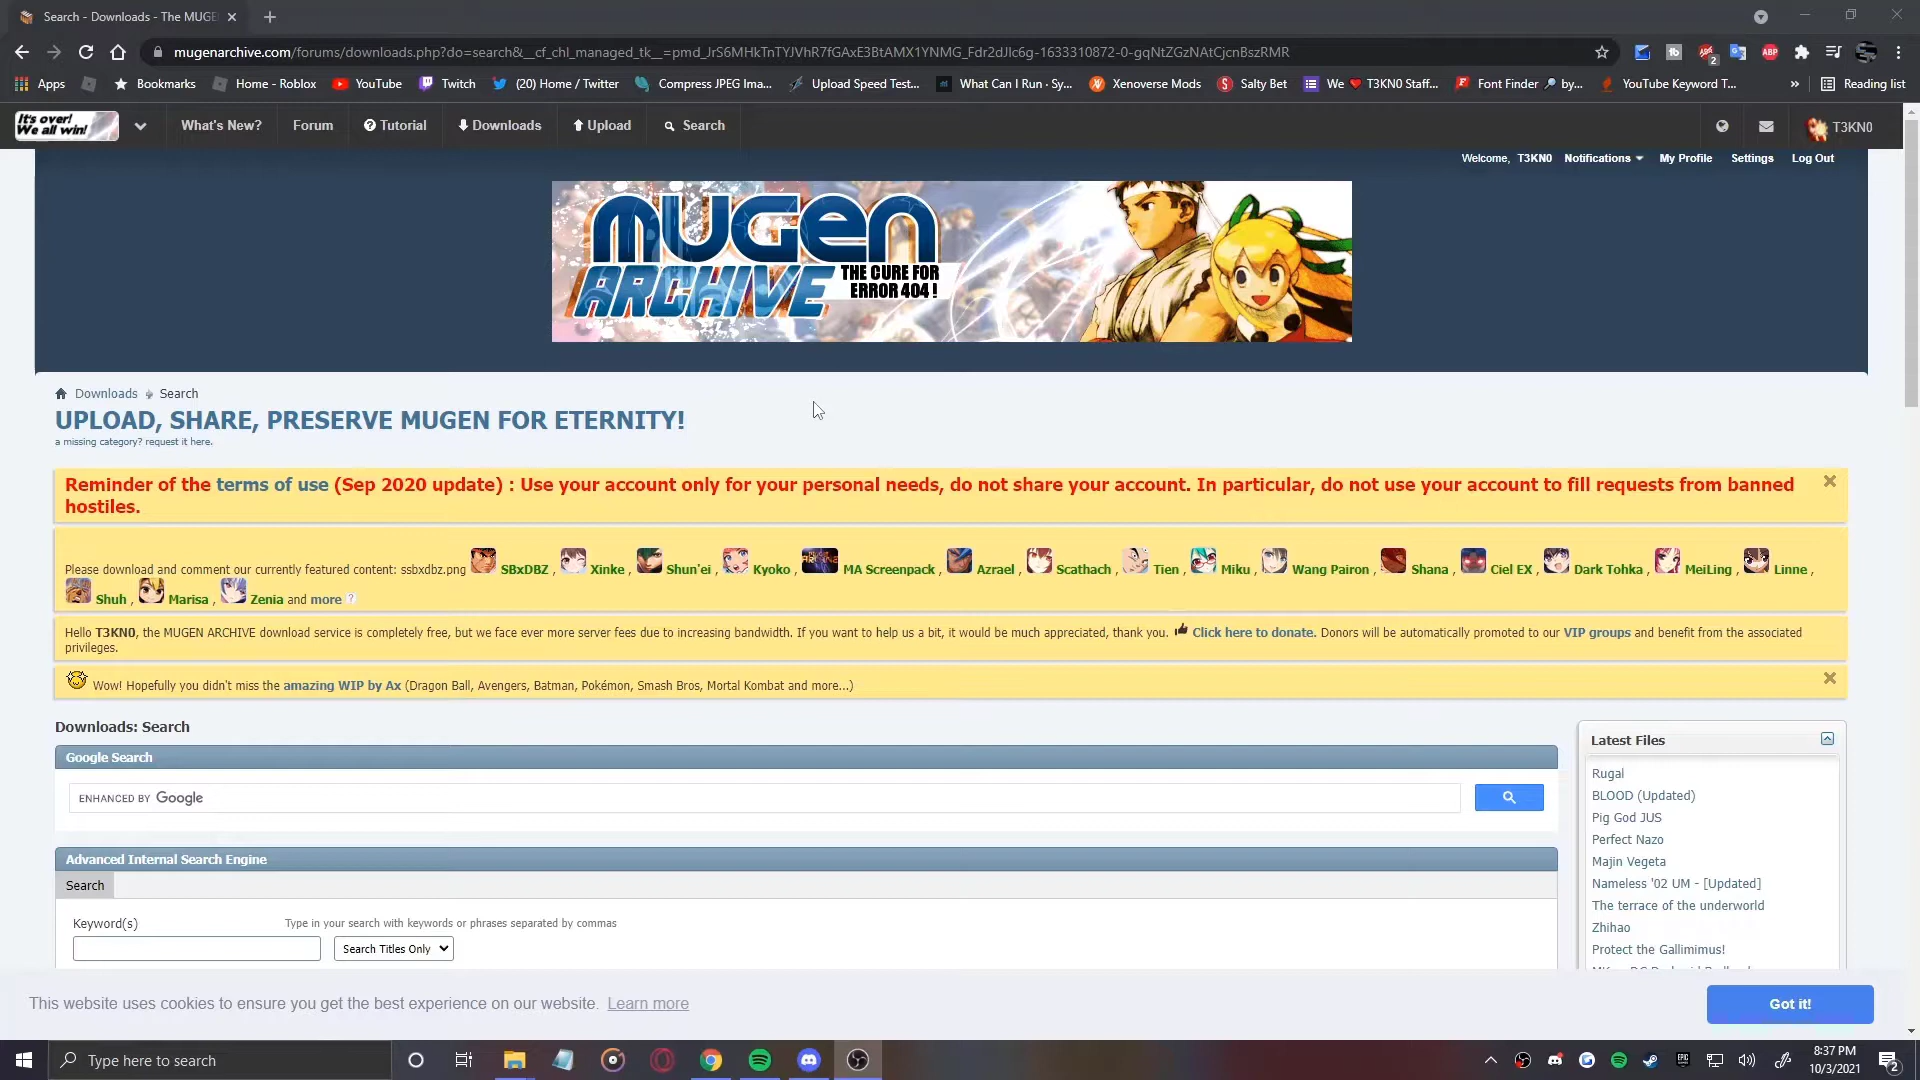 Search - Downloads - The MUGE
mugenarchive.com/forums/downloads.php?do=search&__cf_chl_managed_tk__=pmd_JrS6MHkTnTYJVhR7fGAxE3BtAMX1YNMG_Fdr2dJlc6g-1633310872-0-gqNtZGzNAtCjcnBszRMR
Apps Bookmarks Home - Roblox YouTube Twitch (20) Home / Twitter Compress JPEG Ima... Upload Speed Test... What Can I Run - Sy... Xenoverse Mods Salty Bet We ❤ T3KN0 Staff... Font Finder 🔎 by... YouTube Keyword T... » Reading list
It's over!
We all win!
What's New? Forum Tutorial Downloads Upload Search T3KN0
Welcome, T3KN0 Notifications My Profile Settings Log Out
MUGEN
ARCHIVE
THE CURE FOR
ERROR 404 !
Downloads Search
UPLOAD, SHARE, PRESERVE MUGEN FOR ETERNITY!
a missing category? request it here.
Reminder of the terms of use (Sep 2020 update) : Use your account only for your personal needs, do not share your account. In particular, do not use your account to fill requests from banned
hostiles.
Please download and comment our currently featured content: ssbxdbz.png SBxDBZ , Xinke , Shun'ei , Kyoko , MA Screenpack , Azrael , Scathach , Tien , Miku , Wang Pairon , Shana , Ciel EX , Dark Tohka , MeiLing , Linne ,
Shuh , Marisa , Zenia and more ?
Hello T3KN0, the MUGEN ARCHIVE download service is completely free, but we face ever more server fees due to increasing bandwidth. If you want to help us a bit, it would be much appreciated, thank you. Click here to donate. Donors will be automatically promoted to our VIP groups and benefit from the associated
privileges.
Wow! Hopefully you didn't miss the amazing WIP by Ax (Dragon Ball, Avengers, Batman, Pokémon, Smash Bros, Mortal Kombat and more...)
Downloads: Search
Google Search
ENHANCED BY Google
Advanced Internal Search Engine
Search
Keyword(s) Type in your search with keywords or phrases separated by commas
Search Titles Only
Latest Files
Rugal
BLOOD (Updated)
Pig God JUS
Perfect Nazo
Majin Vegeta
Nameless '02 UM - [Updated]
The terrace of the underworld
Zhihao
Protect the Gallimimus!
This website uses cookies to ensure you get the best experience on our website. Learn more
Got it!
Type here to search
8:37 PM
10/3/2021